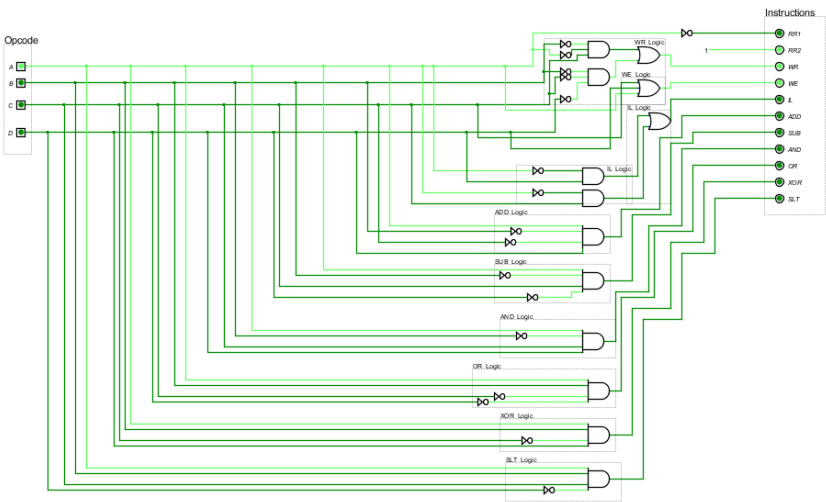 Instructions
Opcode
RR1
WR Logic
1
RR2
A
WR
WE Logic
B
WE
C
IL
IL Logic
ADD
D
SUB
AND
IL Logic
OR
XOR
SLT
ADD Logic
SUB Logic
AND Logic
OR Logic
XOR Logic
SLT Logic